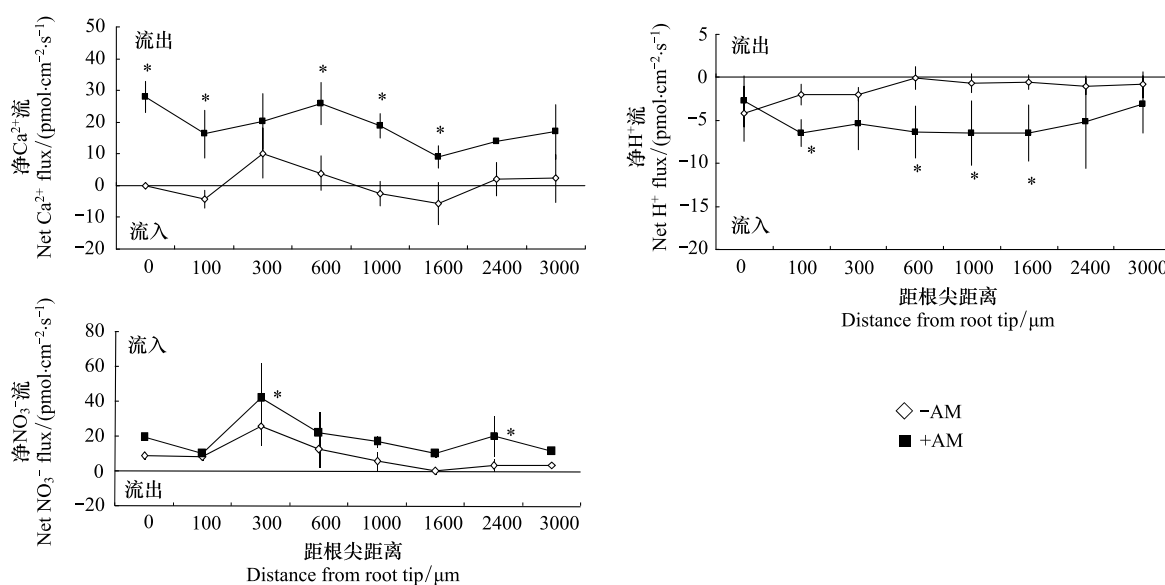 净Ca²⁺流
Net Ca²⁺ flux/(pmol·cm⁻²·s⁻¹)
50
40
30
20
10
0
−10
−20
流出
流入
* * * * *
0 100 300 600 1000 1600 2400 3000
净H⁺流
Net H⁺ flux/(pmol·cm⁻²·s⁻¹)
5
0
−5
−10
−15
−20
流出
流入
* * * *
0 100 300 600 1000 1600 2400 3000
距根尖距离
Distance from root tip/μm
净NO₃⁻流
Net NO₃⁻ flux/(pmol·cm⁻²·s⁻¹)
80
60
40
20
0
−20
流入
流出
* *
0 100 300 600 1000 1600 2400 3000
距根尖距离
Distance from root tip/μm
−AM
+AM